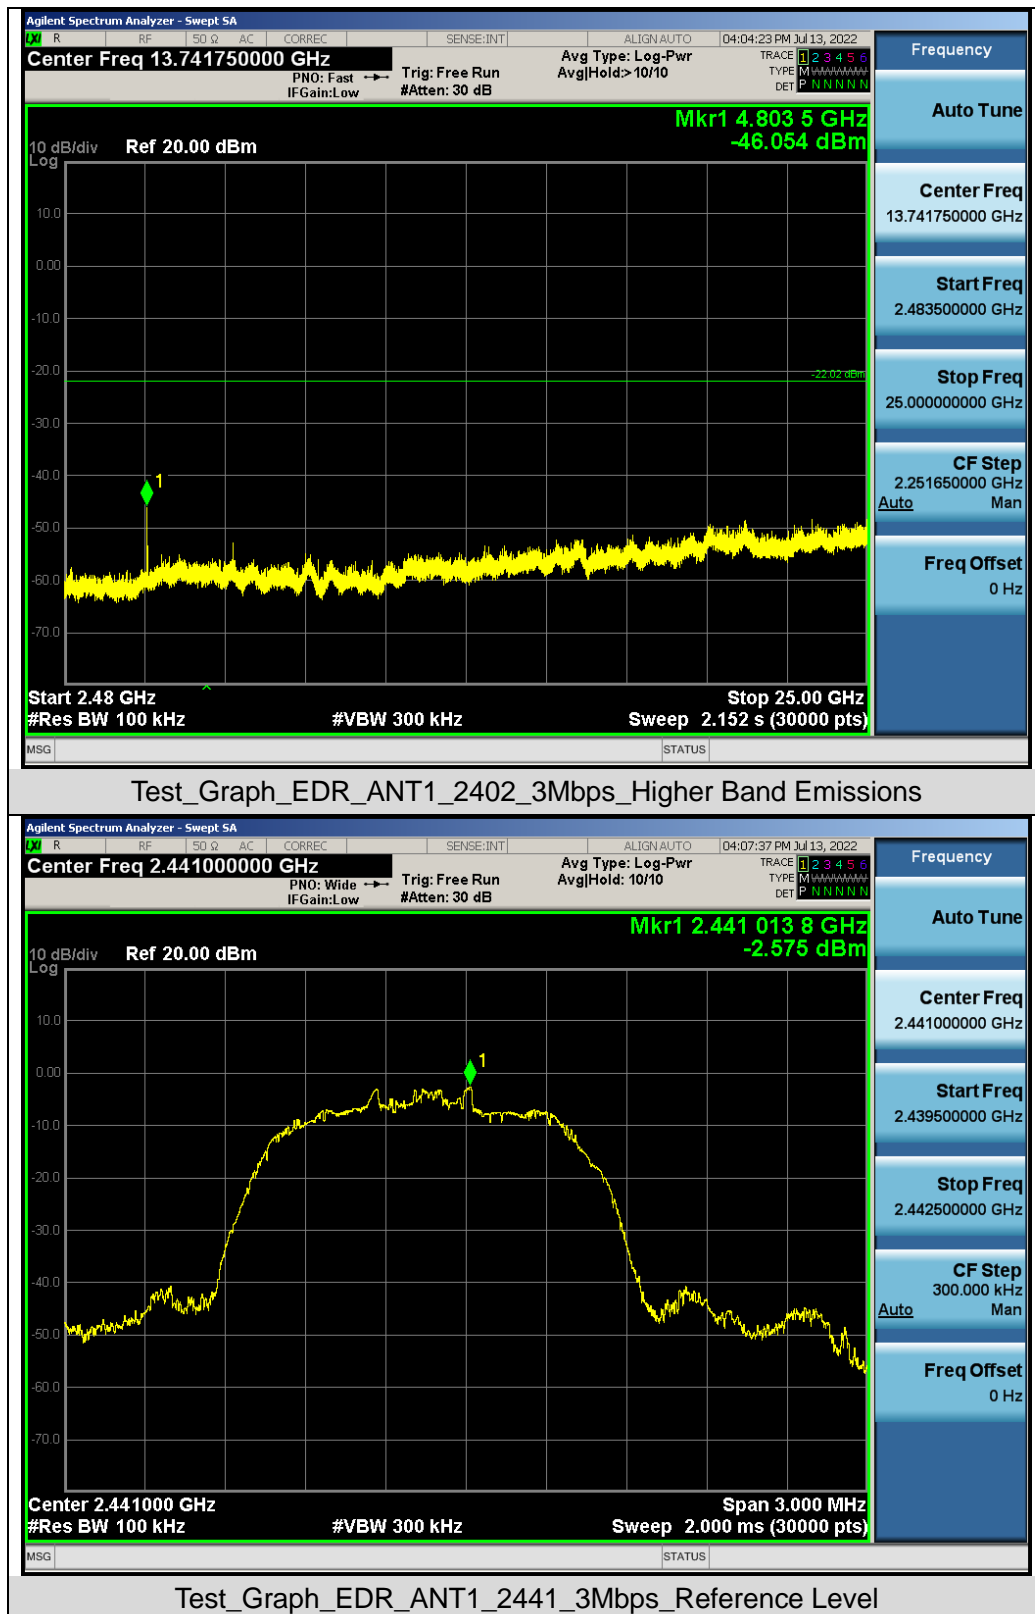 Agilent Spectrum Analyzer - Swept SA
LXI R RF 50 Ω AC CORREC SENSE:INT ALIGN AUTO 04:04:23 PM Jul 13, 2022
Center Freq 13.741750000 GHz
PNO: Fast
IFGain:Low
Trig: Free Run
#Atten: 30 dB
Avg Type: Log-Pwr
Avg|Hold:> 10/10
TRACE 1 2 3 4 5 6
TYPE M WWWWW
DET P N N N N N
Mkr1 4.803 5 GHz
-46.054 dBm
10 dB/div Ref 20.00 dBm
Log
10.0
0.00
-10.0
-20.0
-22.02 dBm
-30.0
-40.0
1
-50.0
-60.0
-70.0
Start 2.48 GHz Stop 25.00 GHz
#Res BW 100 kHz #VBW 300 kHz Sweep 2.152 s (30000 pts)
MSG STATUS
Frequency
Auto Tune
Center Freq
13.741750000 GHz
Start Freq
2.483500000 GHz
Stop Freq
25.000000000 GHz
CF Step
2.251650000 GHz
Auto Man
Freq Offset
0 Hz
Test_Graph_EDR_ANT1_2402_3Mbps_Higher Band Emissions
Agilent Spectrum Analyzer - Swept SA
LXI R RF 50 Ω AC CORREC SENSE:INT ALIGN AUTO 04:07:37 PM Jul 13, 2022
Center Freq 2.441000000 GHz
PNO: Wide
IFGain:Low
Trig: Free Run
#Atten: 30 dB
Avg Type: Log-Pwr
Avg|Hold: 10/10
TRACE 1 2 3 4 5 6
TYPE M WWWWW
DET P N N N N N
Mkr1 2.441 013 8 GHz
-2.575 dBm
10 dB/div Ref 20.00 dBm
Log
10.0
0.00
1
-10.0
-20.0
-30.0
-40.0
-50.0
-60.0
-70.0
Center 2.441000 GHz Span 3.000 MHz
#Res BW 100 kHz #VBW 300 kHz Sweep 2.000 ms (30000 pts)
MSG STATUS
Frequency
Auto Tune
Center Freq
2.441000000 GHz
Start Freq
2.439500000 GHz
Stop Freq
2.442500000 GHz
CF Step
300.000 kHz
Auto Man
Freq Offset
0 Hz
Test_Graph_EDR_ANT1_2441_3Mbps_Reference Level